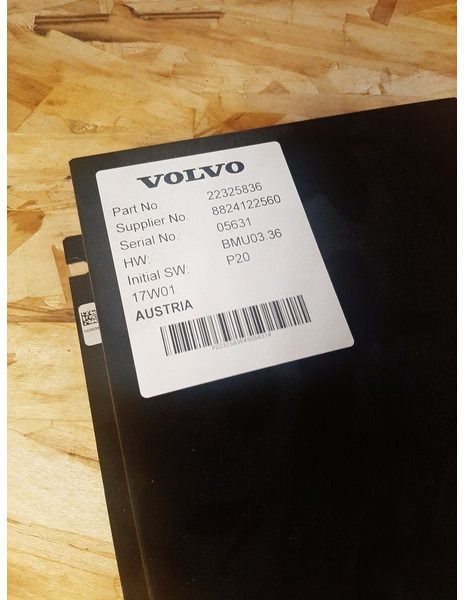 VOLVO
Part No. 22325836
Supplier No. 8824122560
Serial No. 05631
HW: BMU03.36
Initial SW: P20
17W01
AUSTRIA